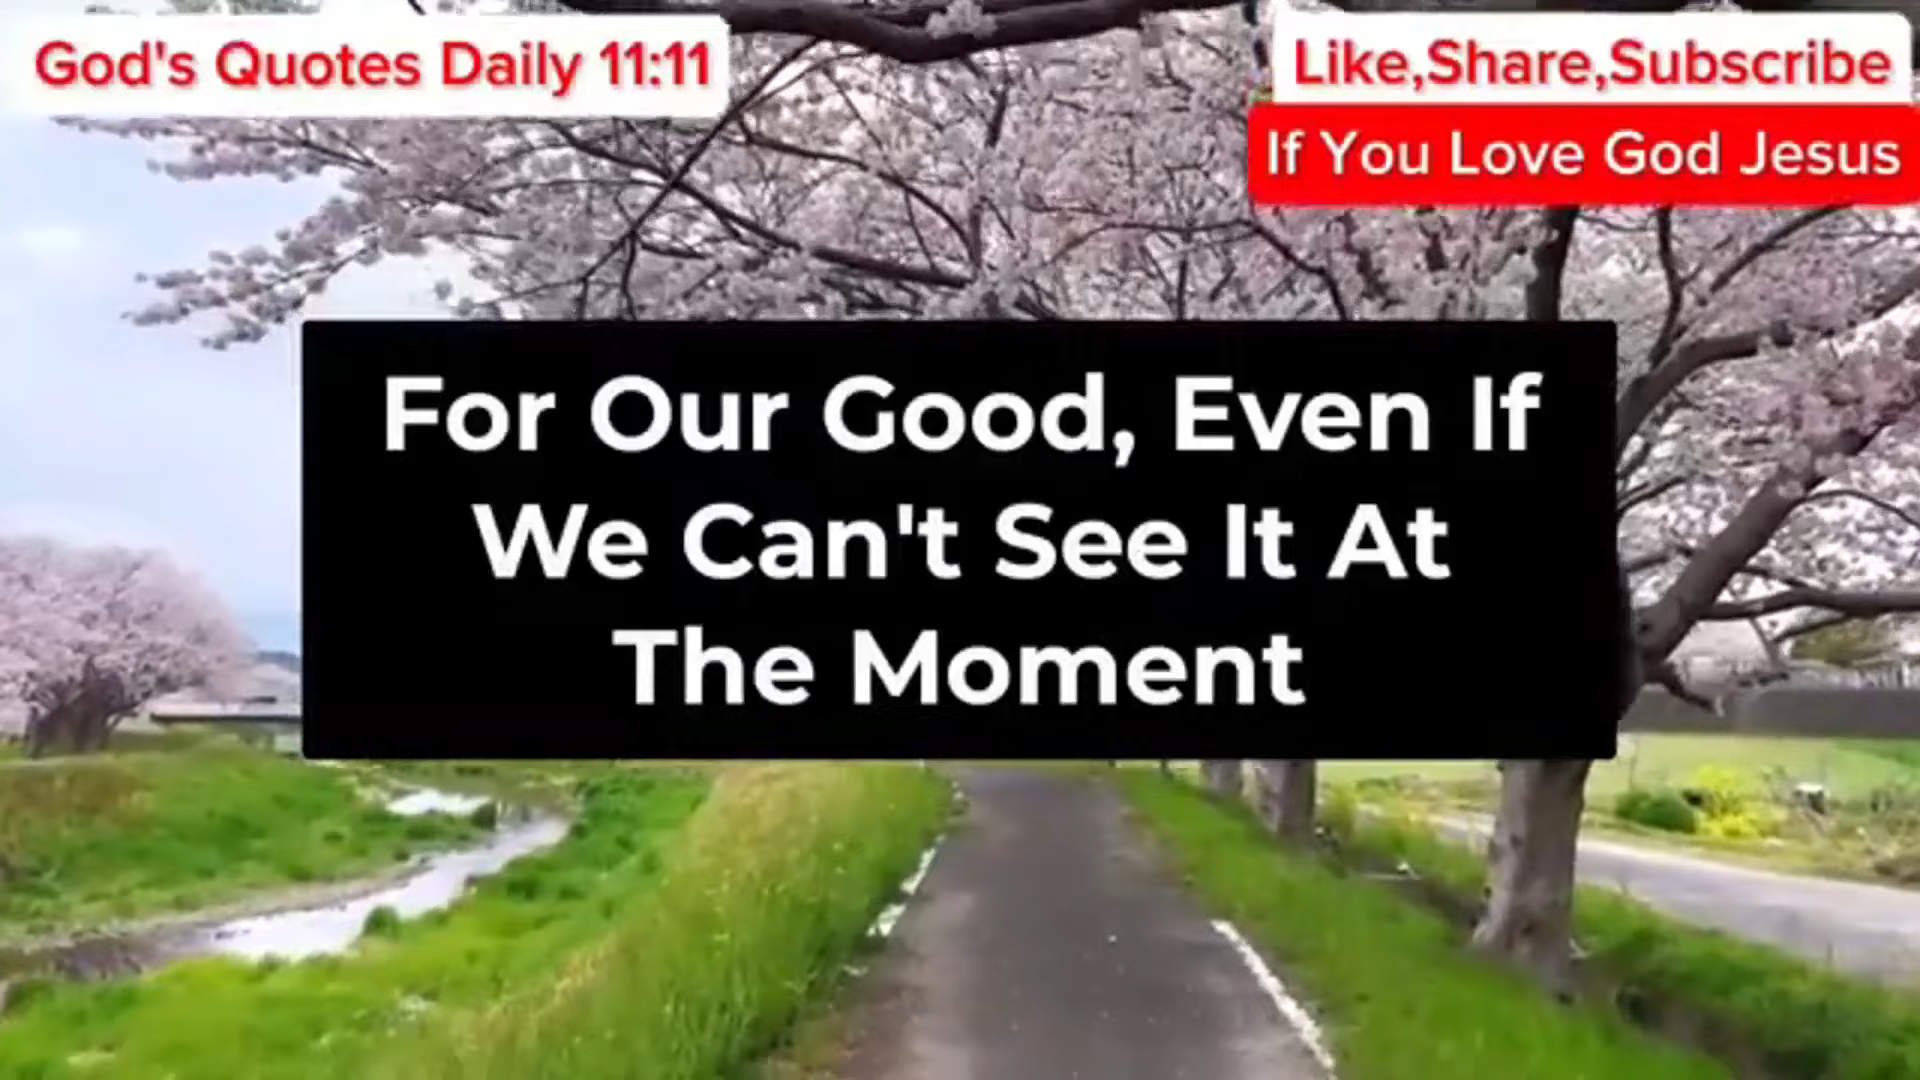 God's Quotes Daily 11:11
Like,Share,Subscribe
If You Love God Jesus
For Our Good, Even If
We Can't See It At
The Moment